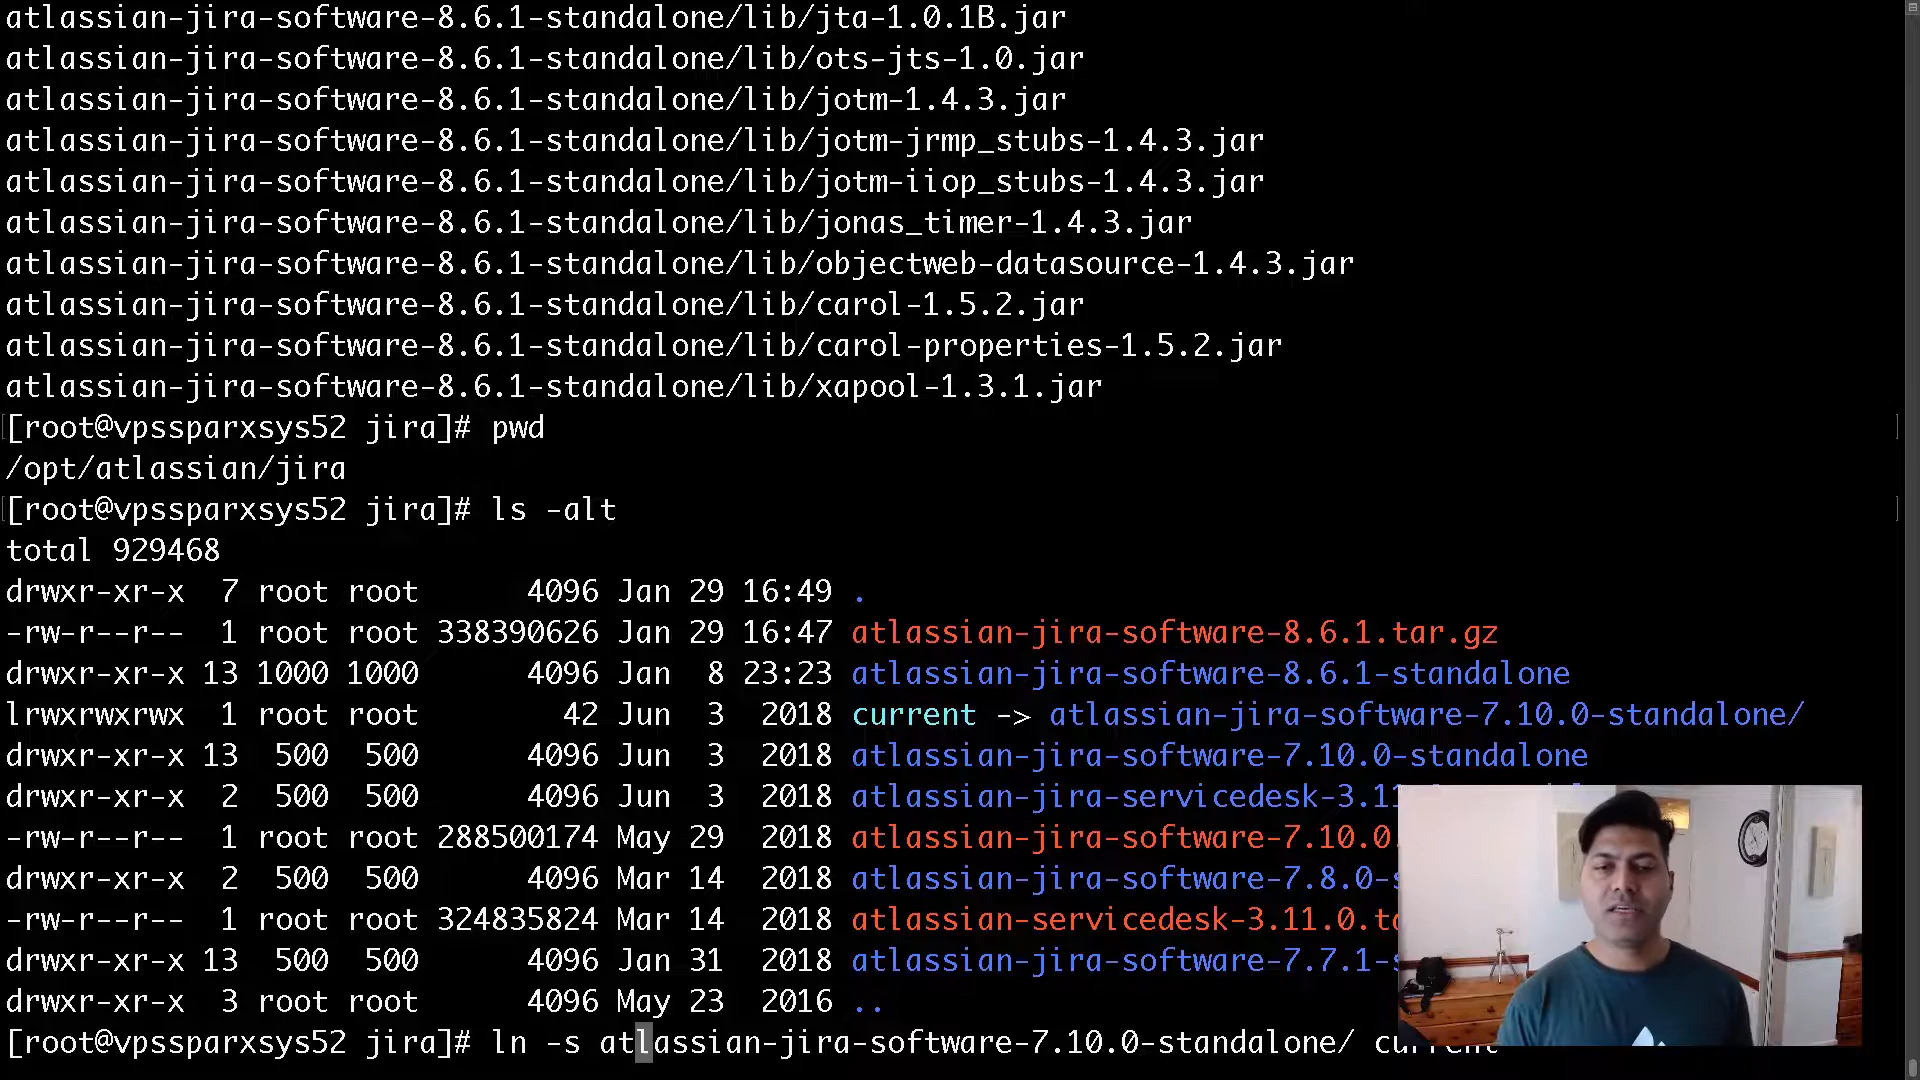 atlassian-jira-software-8.6.1-standalone/lib/jta-1.0.1B.jar
atlassian-jira-software-8.6.1-standalone/lib/ots-jts-1.0.jar
atlassian-jira-software-8.6.1-standalone/lib/jotm-1.4.3.jar
atlassian-jira-software-8.6.1-standalone/lib/jotm-jrmp_stubs-1.4.3.jar
atlassian-jira-software-8.6.1-standalone/lib/jotm-iiop_stubs-1.4.3.jar
atlassian-jira-software-8.6.1-standalone/lib/jonas_timer-1.4.3.jar
atlassian-jira-software-8.6.1-standalone/lib/objectweb-datasource-1.4.3.jar
atlassian-jira-software-8.6.1-standalone/lib/carol-1.5.2.jar
atlassian-jira-software-8.6.1-standalone/lib/carol-properties-1.5.2.jar
atlassian-jira-software-8.6.1-standalone/lib/xapool-1.3.1.jar
[root@vpssparxsys52 jira]# pwd
/opt/atlassian/jira
[root@vpssparxsys52 jira]# ls -alt
total 929468
drwxr-xr-x 7 root root 4096 Jan 29 16:49 .
-rw-r--r-- 1 root root 338390626 Jan 29 16:47 atlassian-jira-software-8.6.1.tar.gz
drwxr-xr-x 13 1000 1000 4096 Jan 8 23:23 atlassian-jira-software-8.6.1-standalone
lrwxrwxrwx 1 root root 42 Jun 3 2018 current -> atlassian-jira-software-7.10.0-standalone/
drwxr-xr-x 13 500 500 4096 Jun 3 2018 atlassian-jira-software-7.10.0-standalone
drwxr-xr-x 2 500 500 4096 Jun 3 2018 atlassian-jira-servicedesk-3.11
-rw-r--r-- 1 root root 288500174 May 29 2018 atlassian-jira-software-7.10.0.
drwxr-xr-x 2 500 500 4096 Mar 14 2018 atlassian-jira-software-7.8.0-s
-rw-r--r-- 1 root root 324835824 Mar 14 2018 atlassian-servicedesk-3.11.0.ta
drwxr-xr-x 13 500 500 4096 Jan 31 2018 atlassian-jira-software-7.7.1-s
drwxr-xr-x 3 root root 4096 May 23 2016 ..
[root@vpssparxsys52 jira]# ln -s atlassian-jira-software-7.10.0-standalone/ current